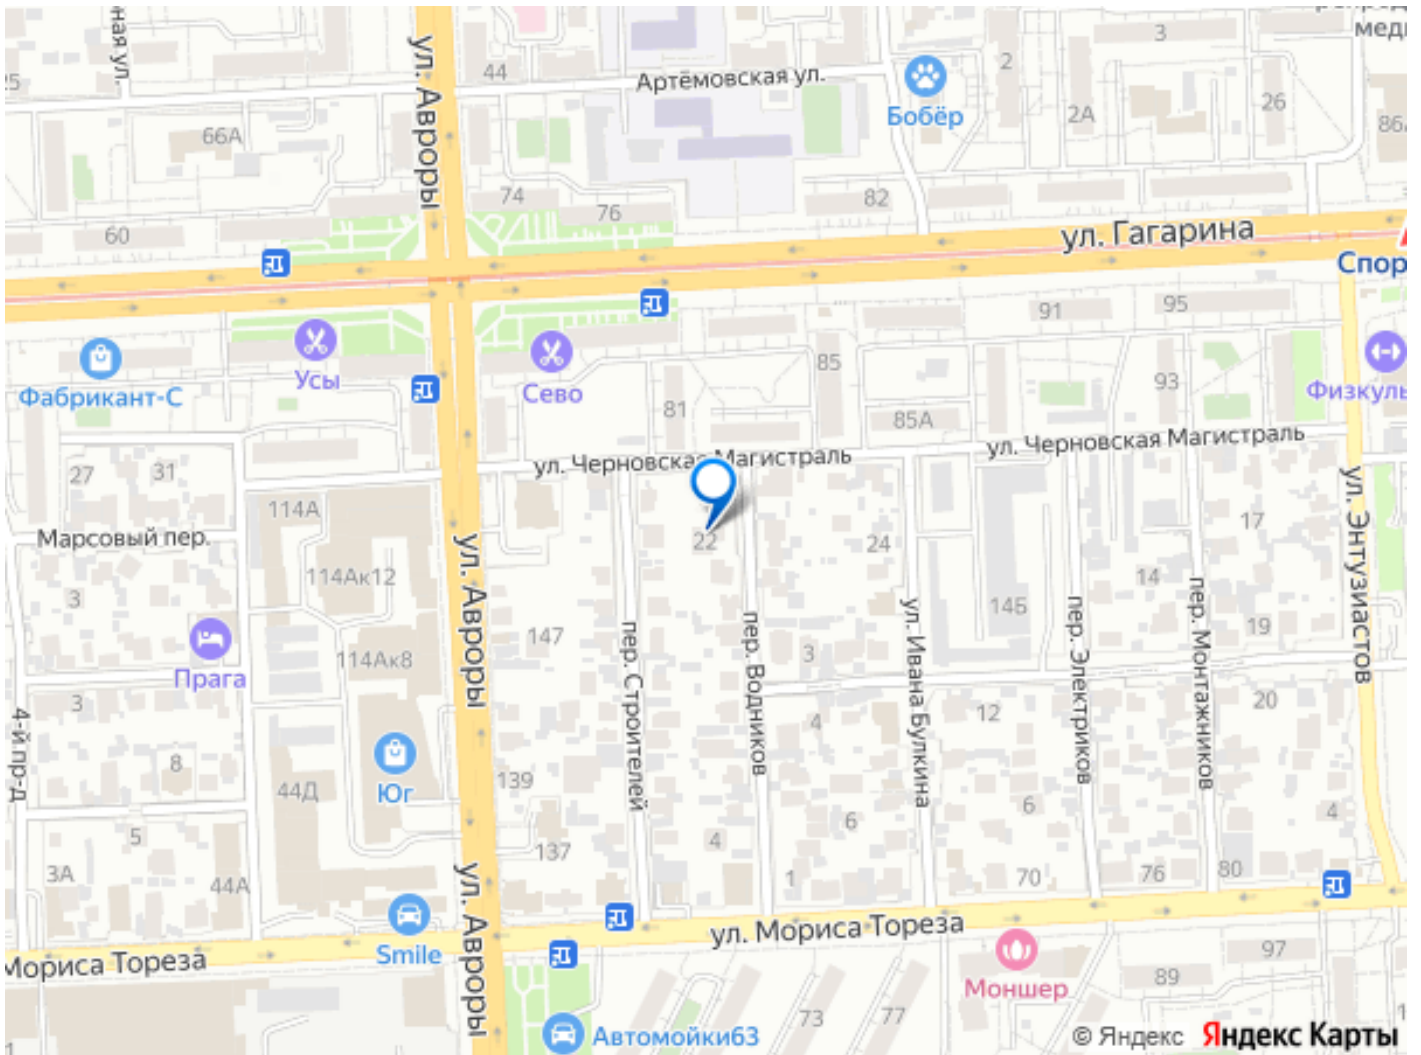 ная ул.
ул. Авроры
44
Артёмовская ул.
2
3
меди
25
66А
Бобёр
2А
26
86А
60
74
76
82
ул. Гагарина
Спор
91
95
Фабрикант-С
Усы
Сево
85
81
93
Физкуль
85А
27
31
ул. Черновская Магистраль
ул. Черновская Магистраль
114А
Марсовый пер.
22
24
17
ул. Авроры
ул. Энтузиастов
114Ак12
3
14
14Б
147
пер. Строителей
пер. Водников
ул. Ивана Булкина
пер. Электриков
пер. Монтажников
19
Прага
114Ак8
3
3
4
12
20
4-й пр-д
8
Юг
44Д
139
6
6
4
5
137
4
3А
44А
1
70
76
80
ул. Авроры
Smile
ул. Мориса Тореза
Мориса Тореза
Моншер
89
97
73
77
Автомойки63
© Яндекс
Яндекс Карты